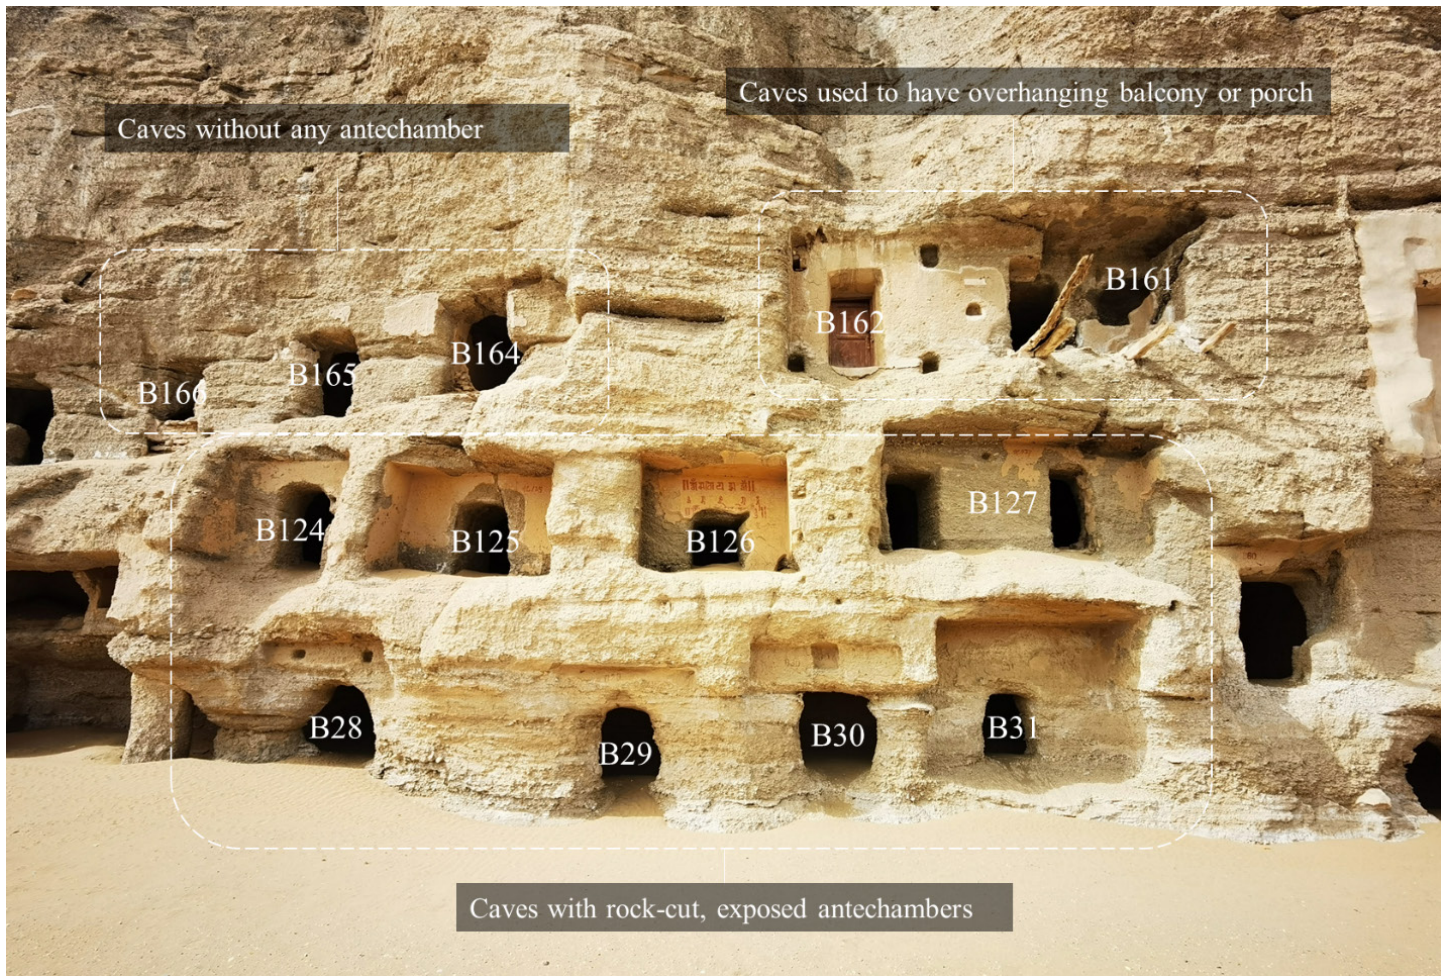 Caves used to have overhanging balcony or porch
Caves without any antechamber
B161
B162
B164
B165
B166
B127
B124
B125
B126
B28
B29
B30
B31
Caves with rock-cut, exposed antechambers